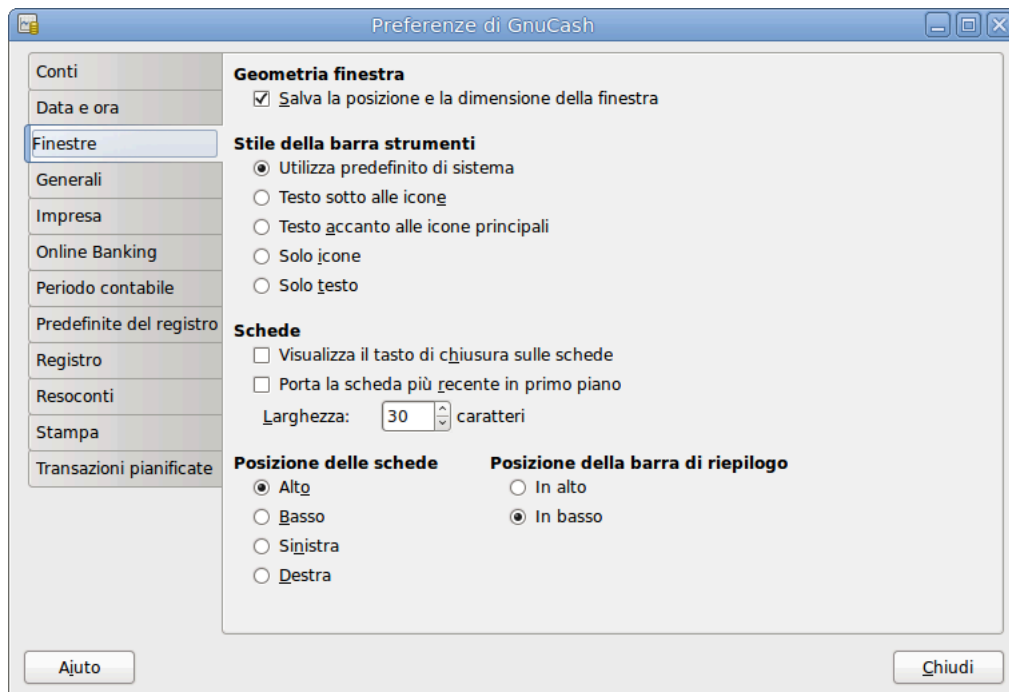 Preferenze di GnuCash
Conti
Data e ora
Finestre
Generali
Impresa
Online Banking
Periodo contabile
Predefinite del registro
Registro
Resoconti
Stampa
Transazioni pianificate
Geometria finestra
Salva la posizione e la dimensione della finestra
Stile della barra strumenti
Utilizza predefinito di sistema
Testo sotto alle icone
Testo accanto alle icone principali
Solo icone
Solo testo
Schede
Visualizza il tasto di chiusura sulle schede
Porta la scheda più recente in primo piano
Larghezza: 30 caratteri
Posizione delle schede
Alto
Basso
Sinistra
Destra
Posizione della barra di riepilogo
In alto
In basso
Aiuto
Chiudi